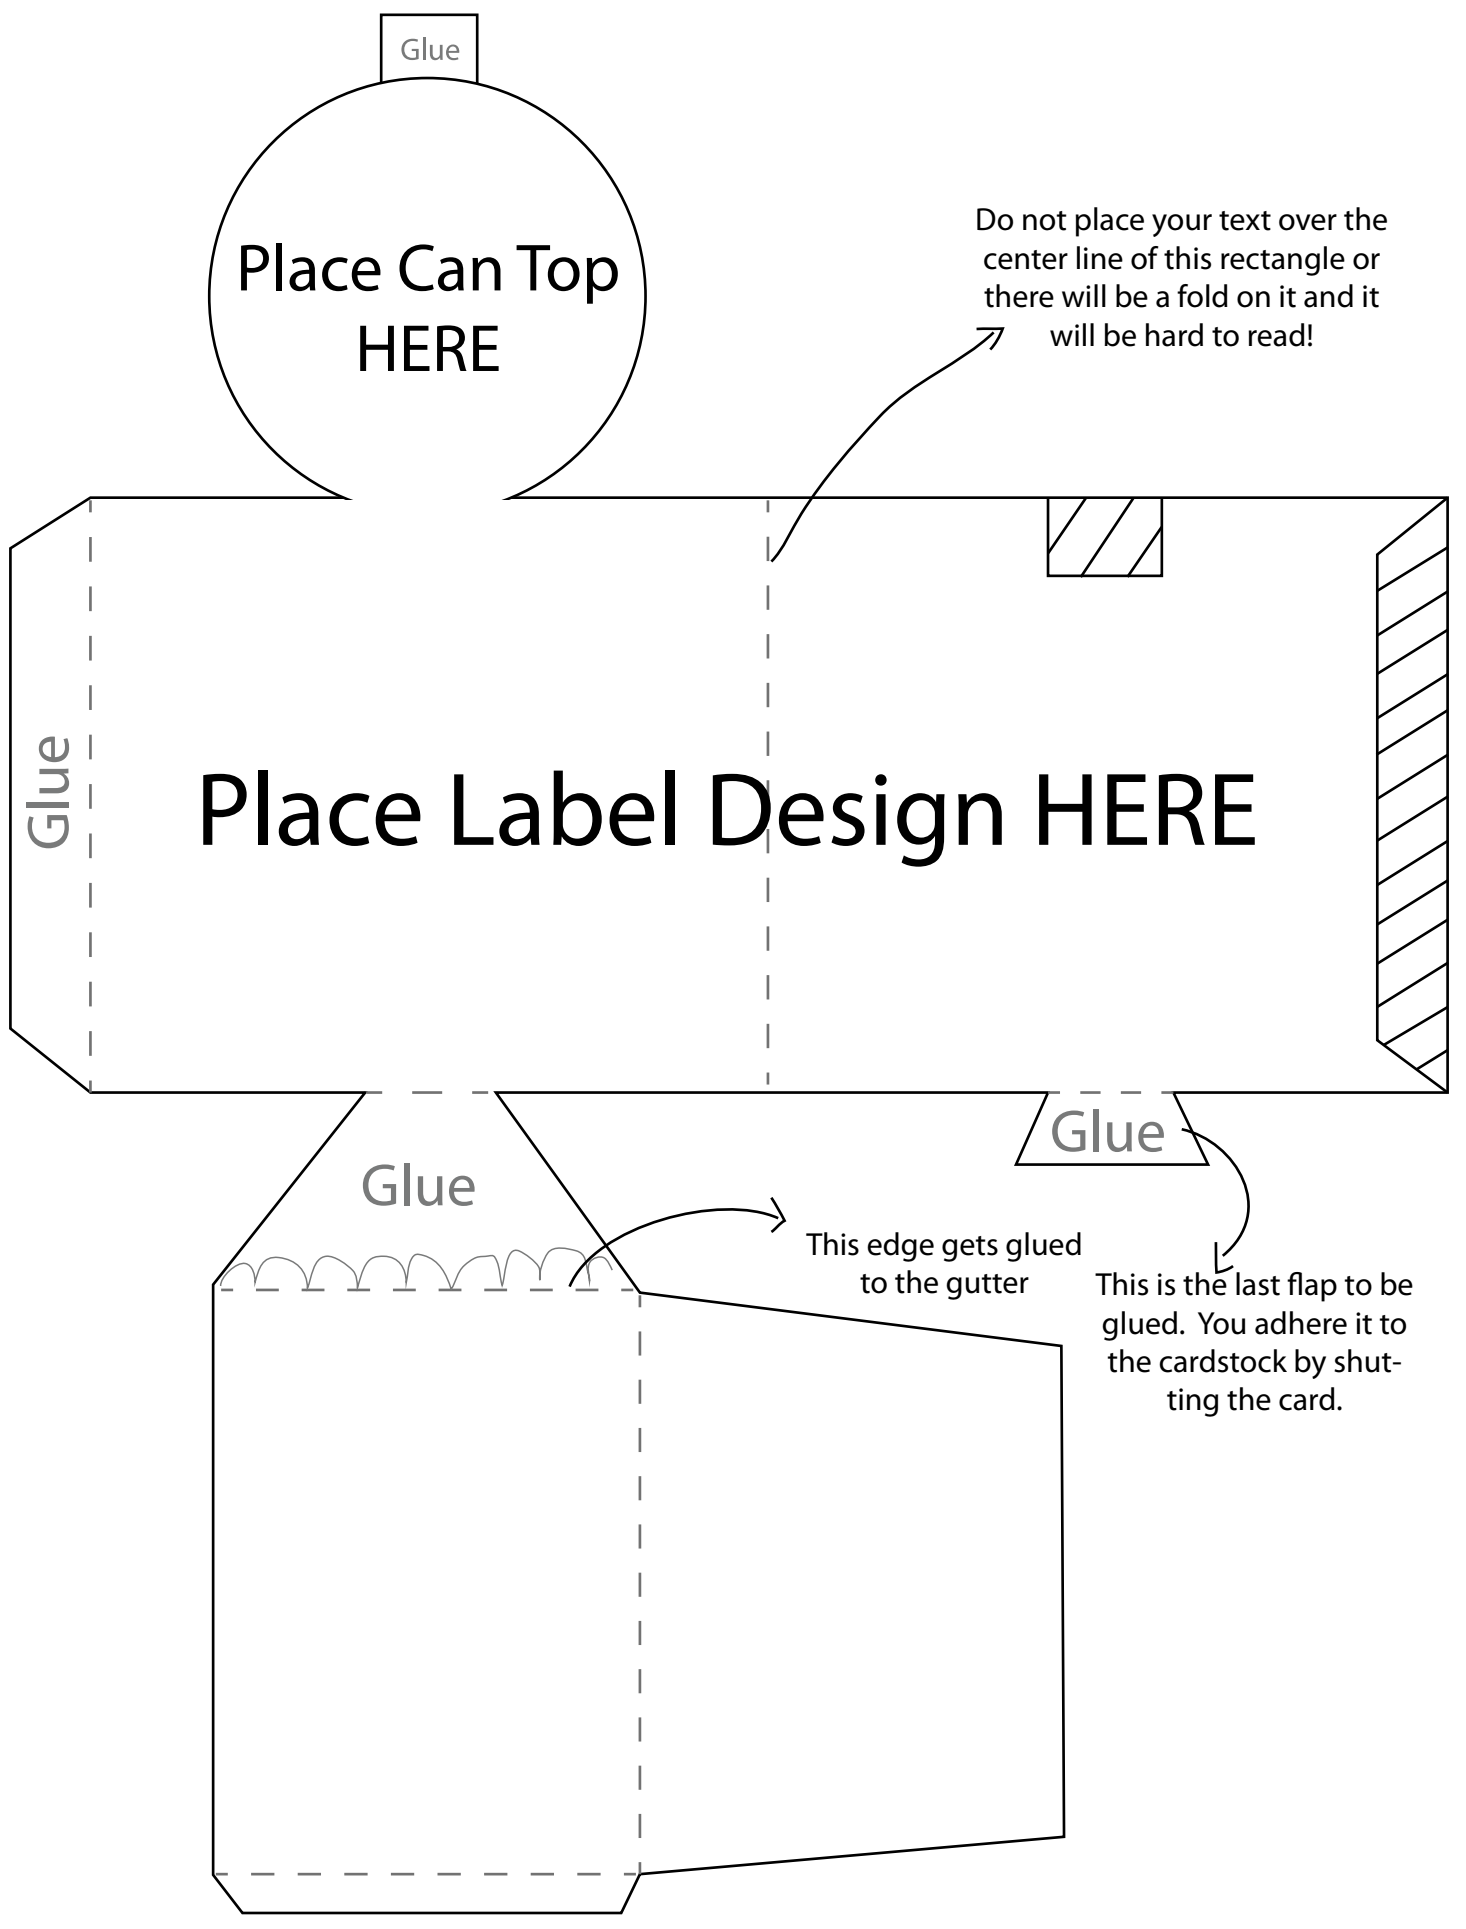 Glue
Place Can Top
HERE
Do not place your text over the
center line of this rectangle or
there will be a fold on it and it
will be hard to read!
Glue
Place Label Design HERE
Glue
Glue
This edge gets glued
to the gutter
This is the last flap to be
glued.  You adhere it to
the cardstock by shut-
ting the card.